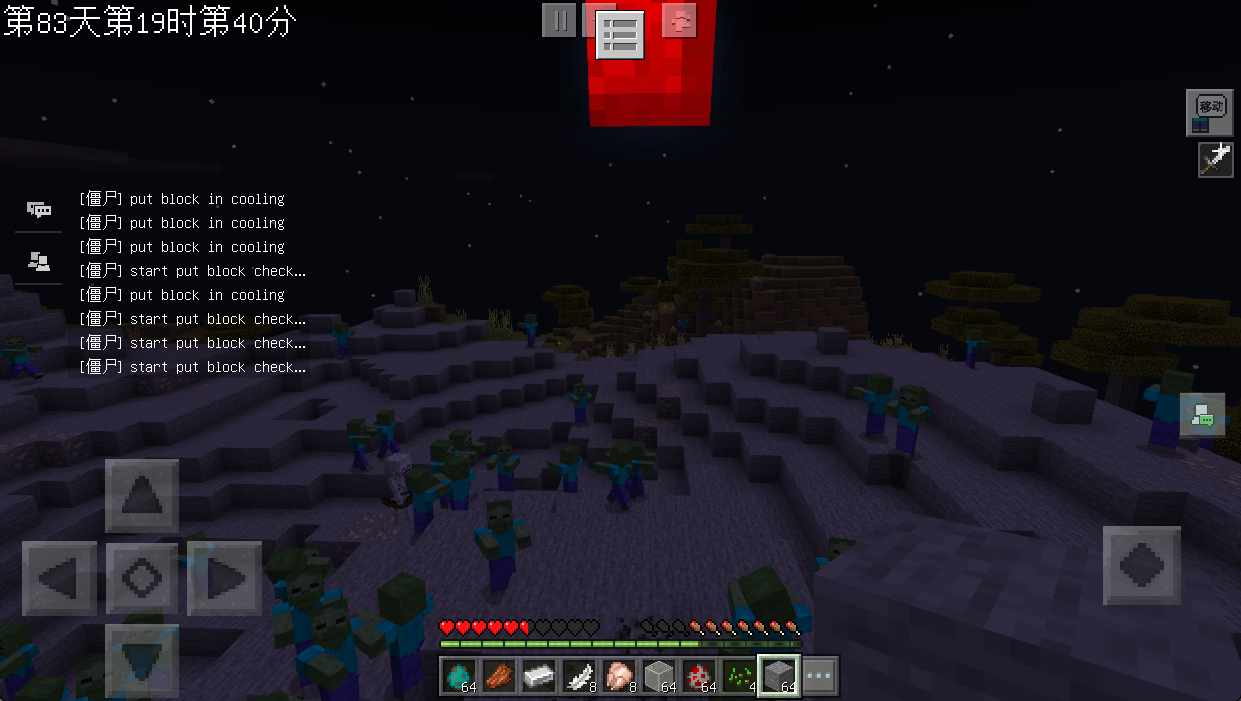 第83天第19时第40分
移动
[僵尸] put block in cooling
[僵尸] put block in cooling
[僵尸] put block in cooling
[僵尸] start put block check...
[僵尸] put block in cooling
[僵尸] start put block check...
[僵尸] start put block check...
[僵尸] start put block check...
64
8
8
64
64
4
64